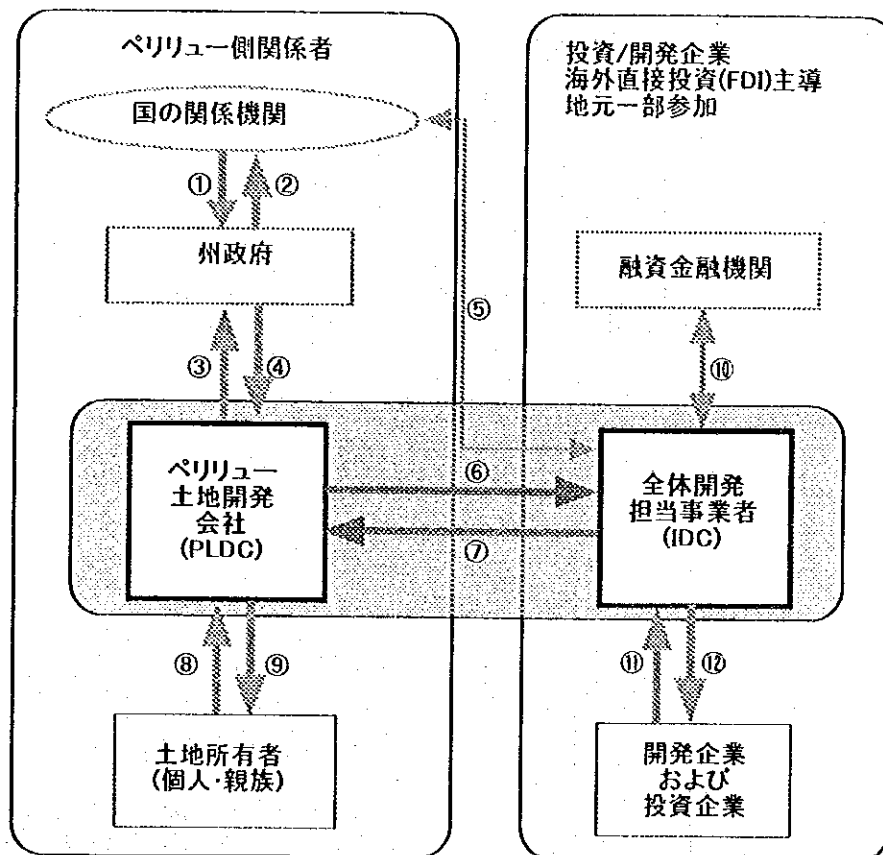 ペリリュー側関係者
国の関係機関
①
②
州政府
③
④
ペリリュー
土地開発
会社
(PLDC)
⑧
⑨
土地所有者
(個人・親族)
⑤
⑥
⑦
投資/開発企業
海外直接投資(FDI)主導
地元一部参加
融資金融機関
⑩
全体開発
担当事業者
(IDC)
⑪
⑫
開発企業
および
投資企業